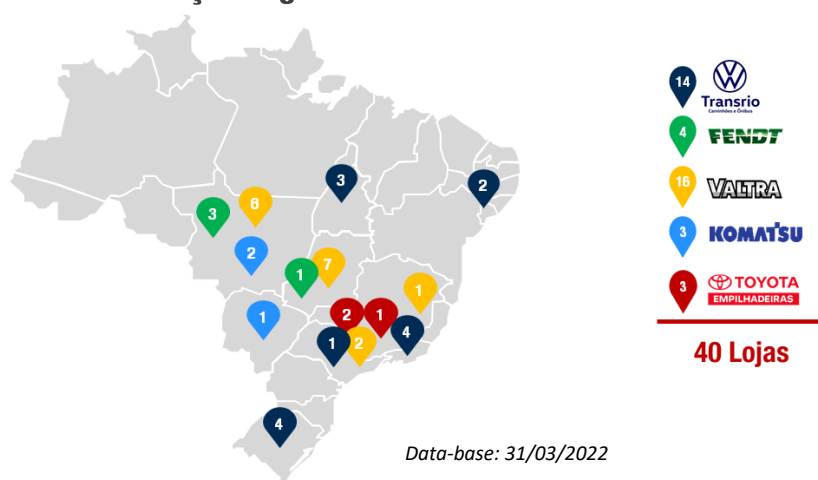 14
Transrio
Caminhões e Ônibus
4
FENDT
16
VALTRA
3
KOMATSU
3
TOYOTA
EMPILHADEIRAS
40 Lojas
3
2
3
6
2
7
1
1
1
2
1
4
1
2
4
Data-base: 31/03/2022